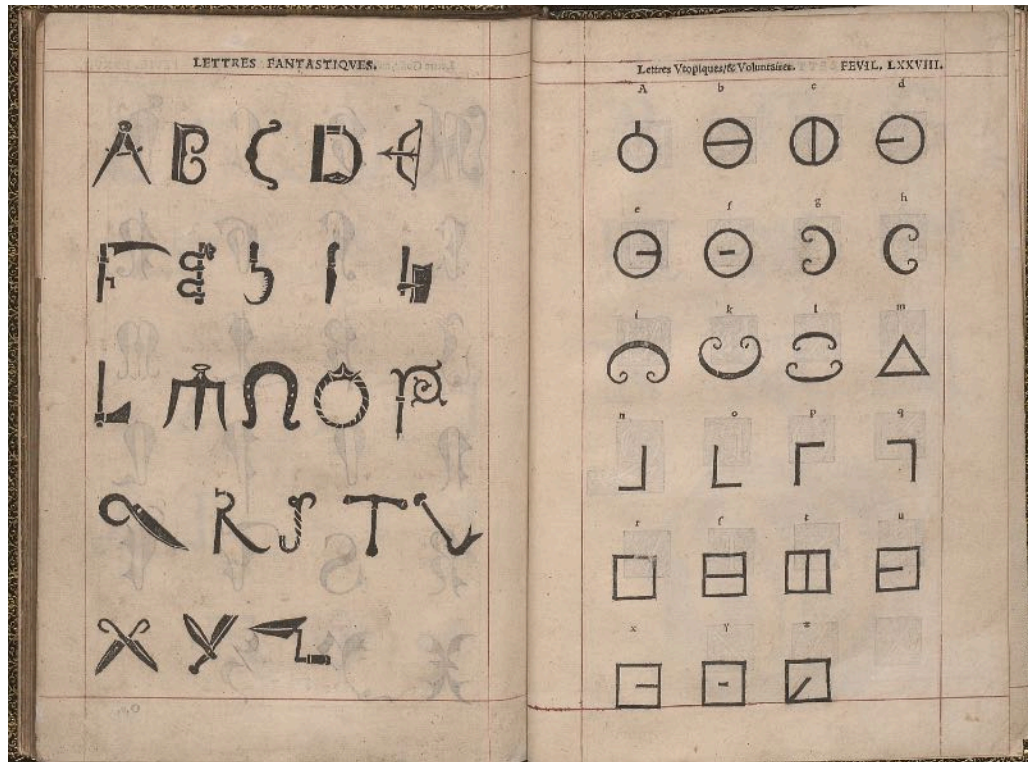 LETTRES FANTASTIQVES.
A B C D E
F G H I K
L M N O P
Q R S T V
X Y Z
Lettres Vtopiques/& Voluntaires. FEVIL. LXXVIII.
A b c d
e f g h
i k l m
n o p q
r ſ t u
x y z